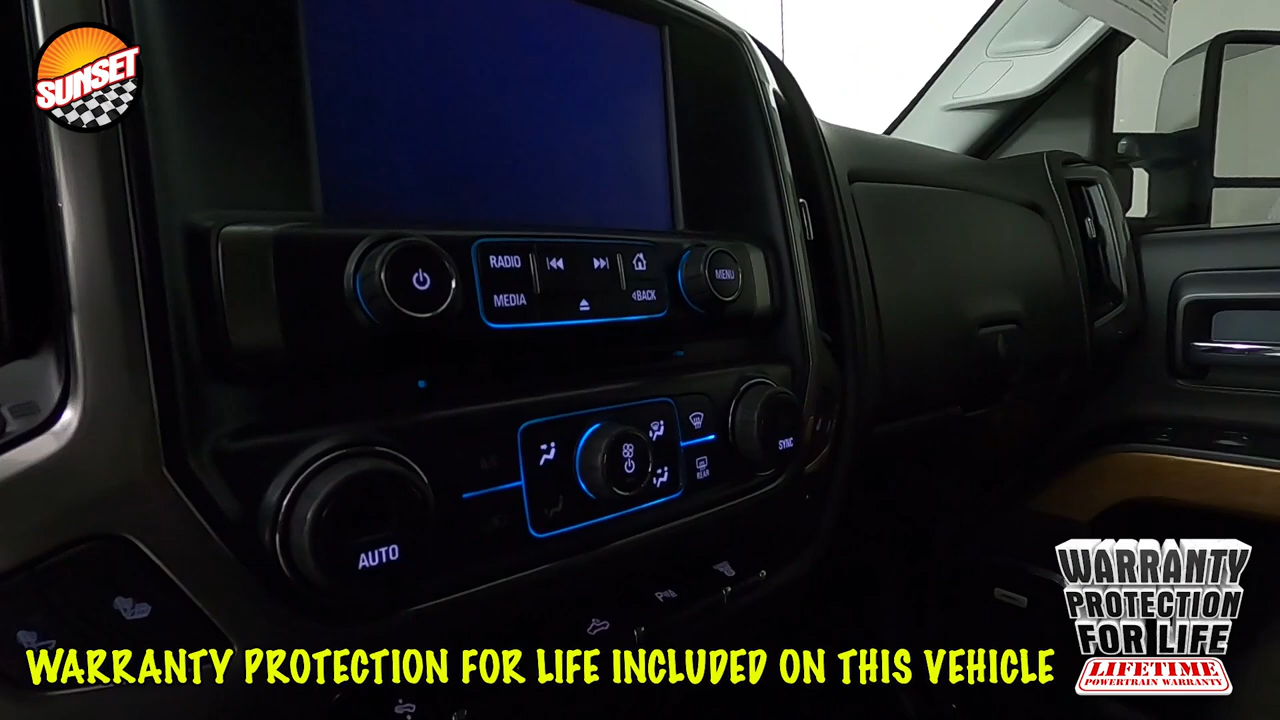 SUNSET
RADIO
MEDIA
BACK
MENU
SYNC
REAR
AUTO
WARRANTY PROTECTION FOR LIFE INCLUDED ON THIS VEHICLE
WARRANTY
PROTECTION
FOR LIFE
LIFETIME
POWERTRAIN WARRANTY